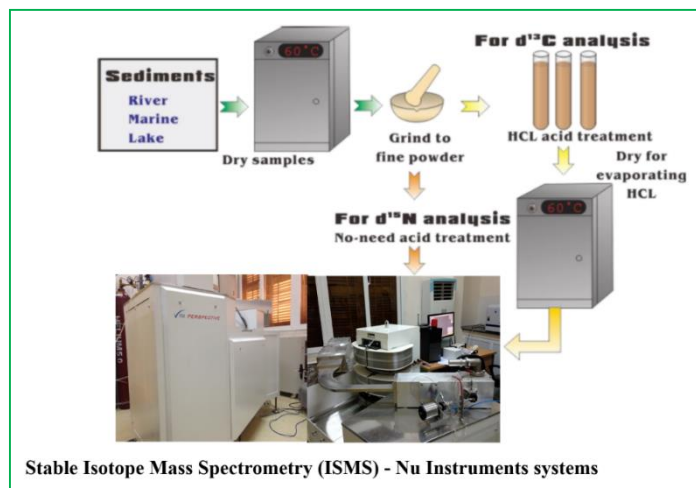 Sediments
River
Marine
Lake
60°C
Dry samples
Grind to
fine powder
For d¹³C analysis
HCL acid treatment
Dry for
evaporating
HCL
60°C
For d¹⁵N analysis
No-need acid treatment
PERSPECTIVE
Stable Isotope Mass Spectrometry (ISMS) - Nu Instruments systems